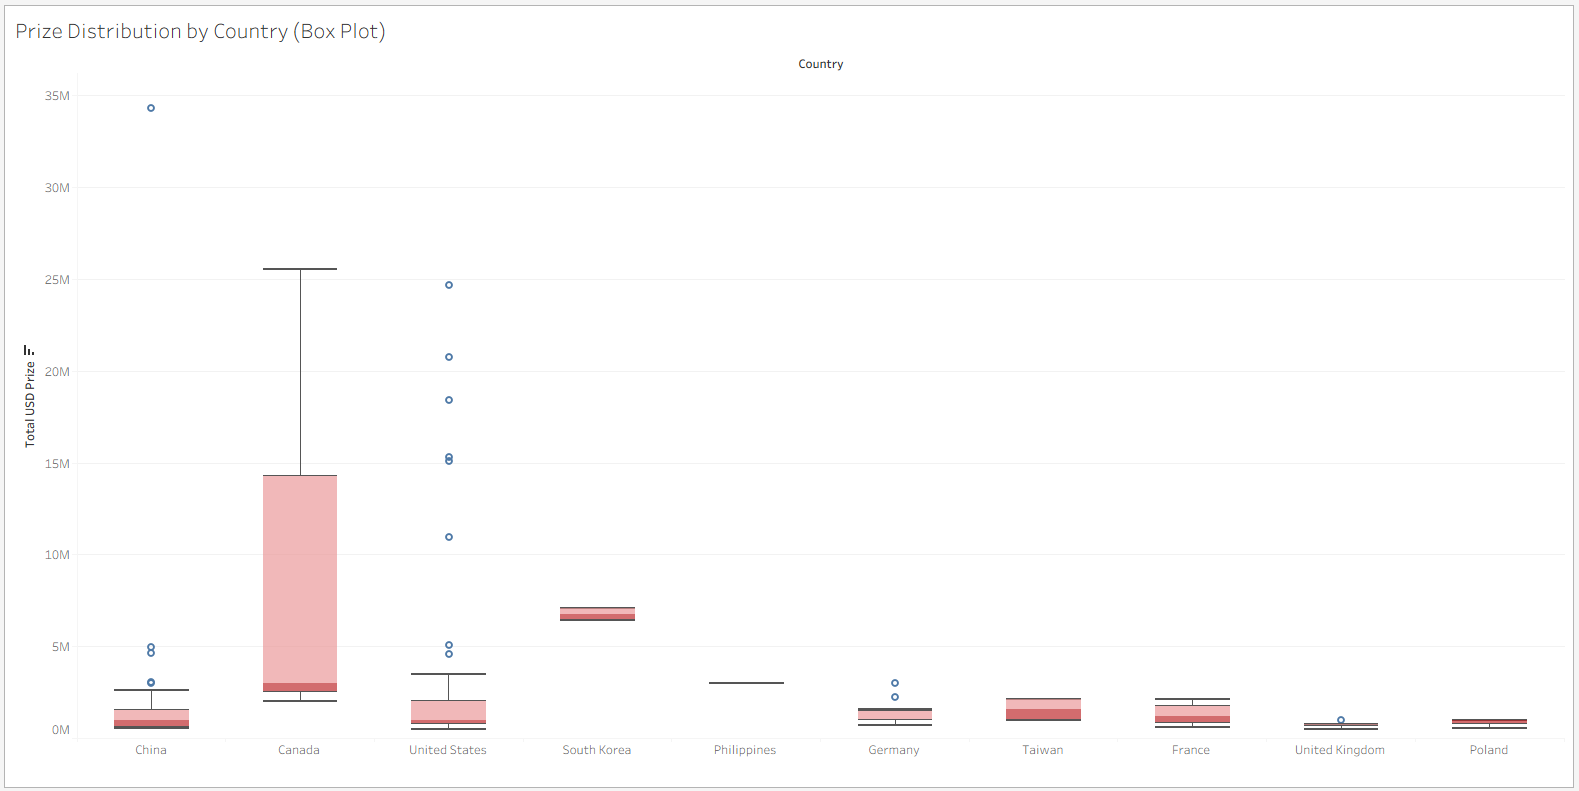 Prize Distribution by Country (Box Plot)
Country
35M
30M
25M
20M
15M
10M
5M
0M
Total USD Prize
China
Canada
United States
South Korea
Philippines
Germany
Taiwan
France
United Kingdom
Poland